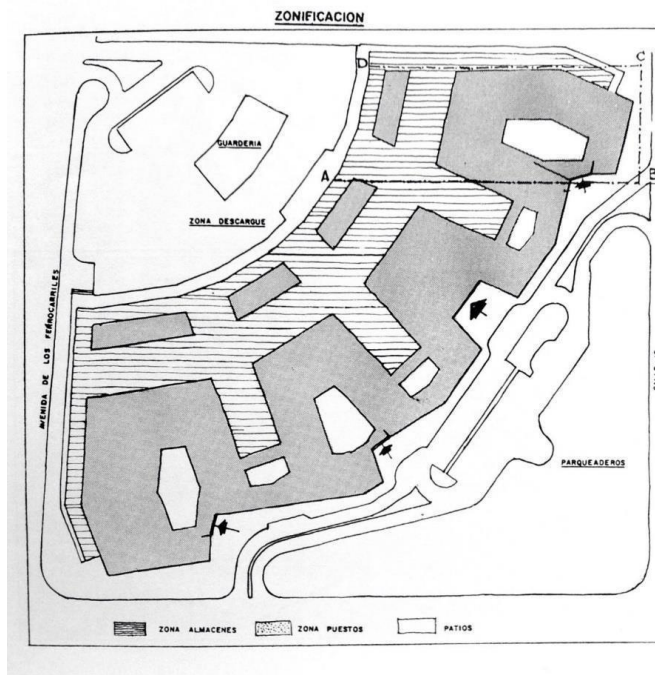 ZONIFICACION
D
C
GUARDERIA
A
B
ZONA DESCARGUE
AVENIDA DE LOS FERROCARRILES
PARQUEADEROS
ZONA ALMACENES
ZONA PUESTOS
PATIOS